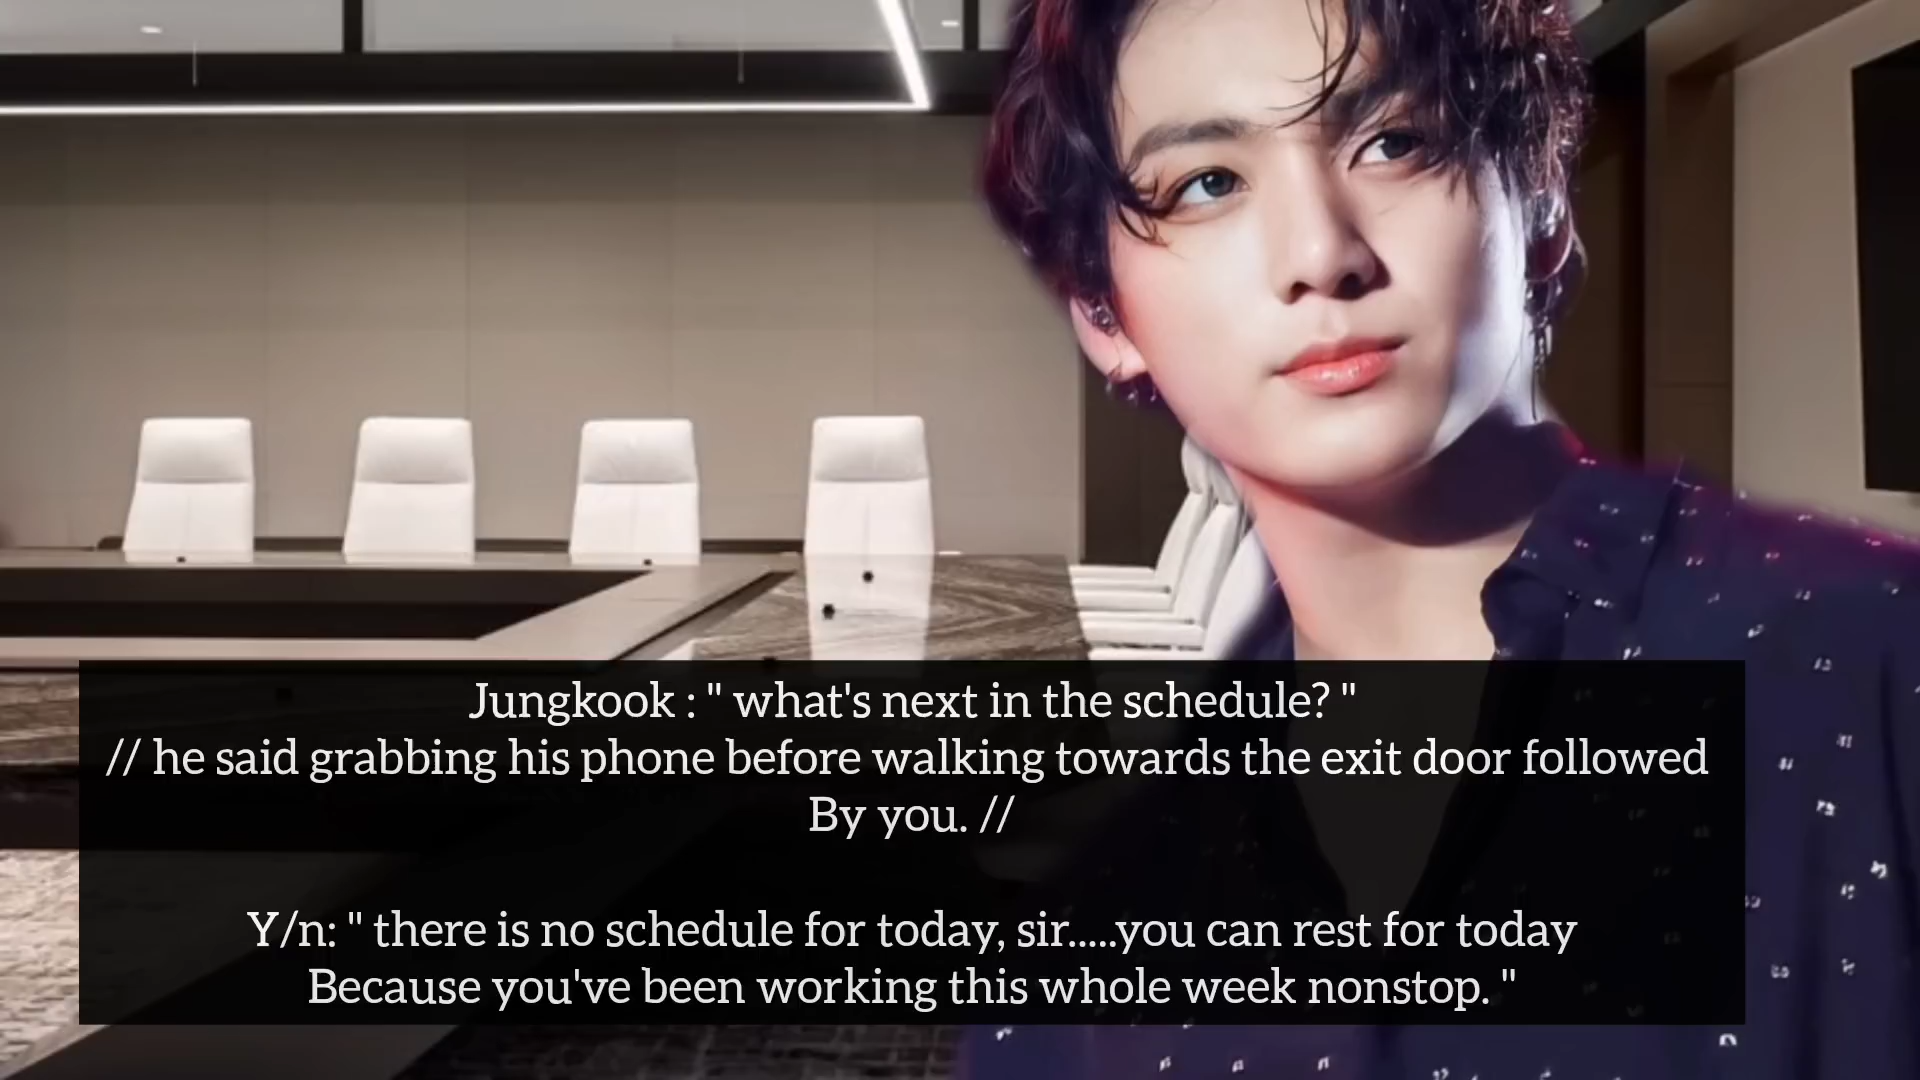 Jungkook : " what's next in the schedule? "
// he said grabbing his phone before walking towards the exit door followed
By you. //
Y/n: " there is no schedule for today, sir.....you can rest for today
Because you've been working this whole week nonstop. "